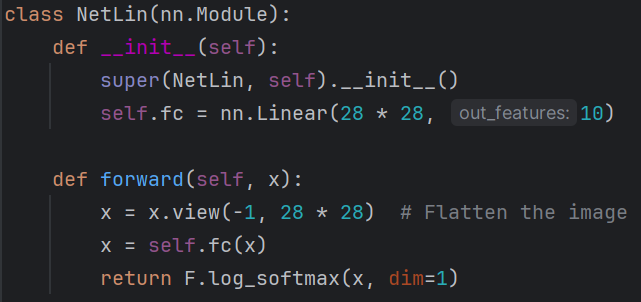 class NetLin(nn.Module):
def __init__(self):
super(NetLin, self).__init__()
self.fc = nn.Linear(28 * 28, out_features: 10)
def forward(self, x):
x = x.view(-1, 28 * 28)  # Flatten the image
x = self.fc(x)
return F.log_softmax(x, dim=1)